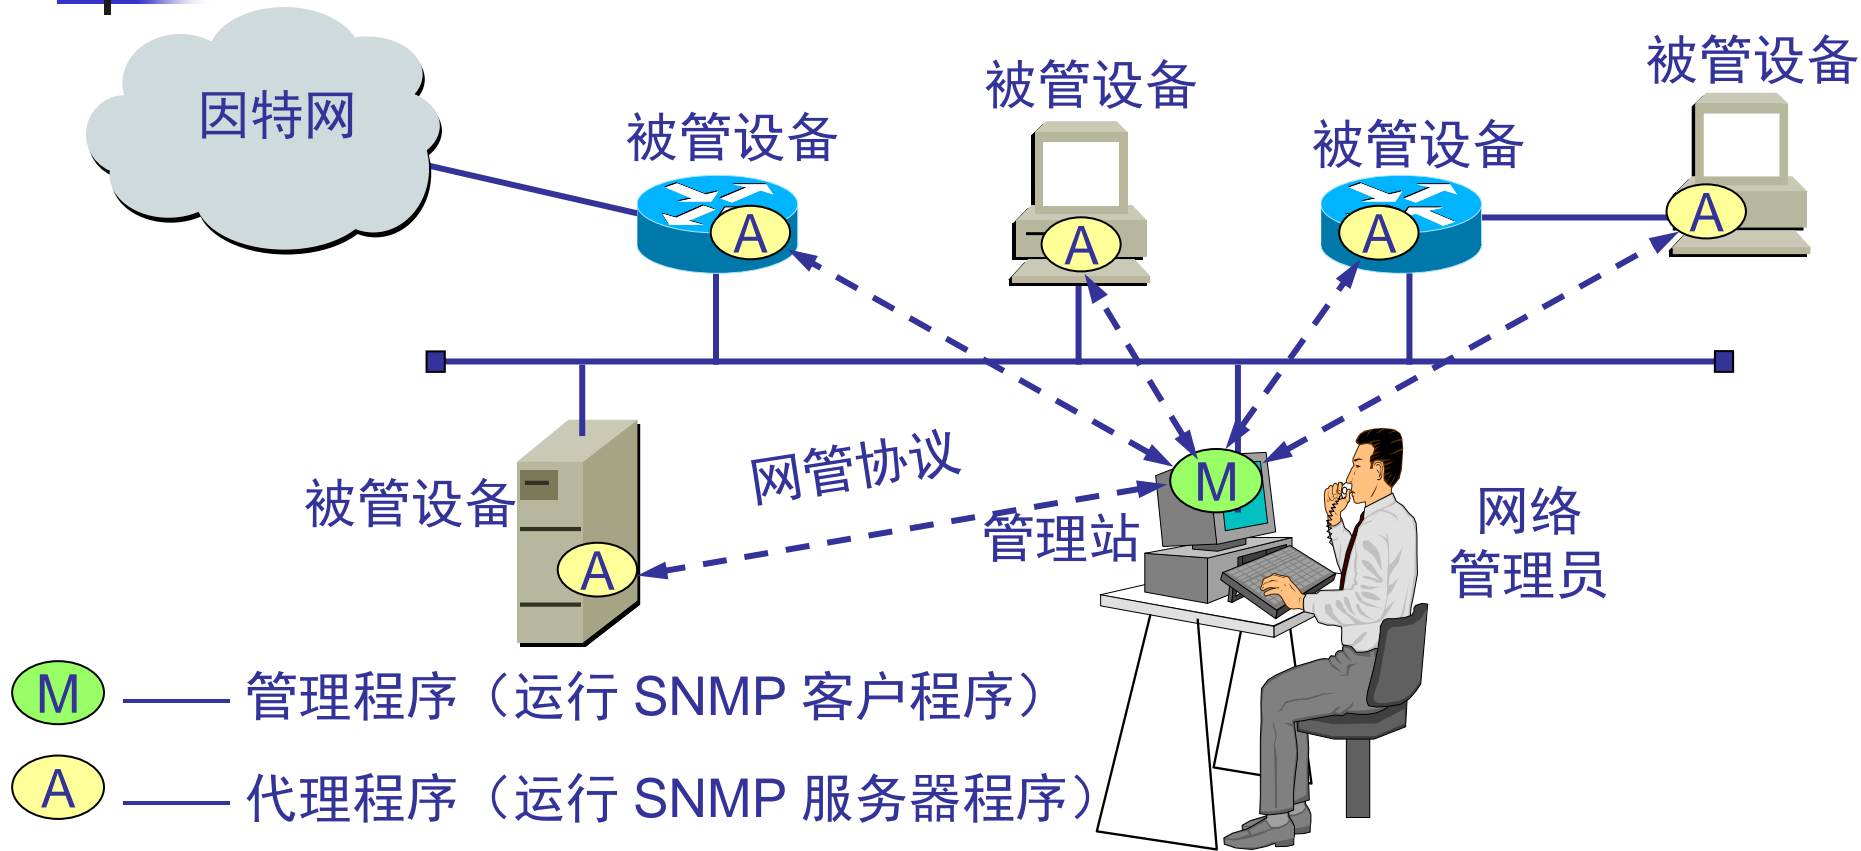 因特网
被管设备
被管设备
被管设备
被管设备
A
A
A
A
网管协议
M
被管设备
A
管理站
网络
管理员
M 管理程序（运行 SNMP 客户程序）
A 代理程序（运行 SNMP 服务器程序）